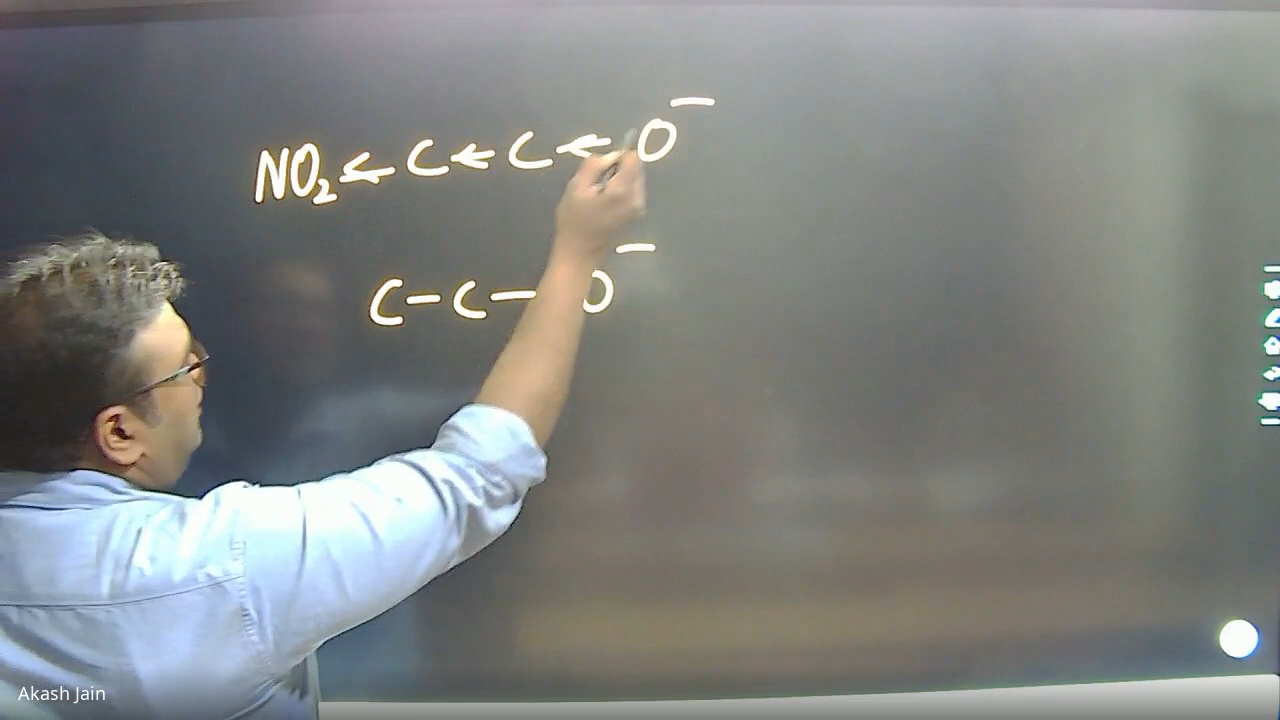 NO₂ ← C ← C ← O⁻
C - C - O⁻
Akash Jain